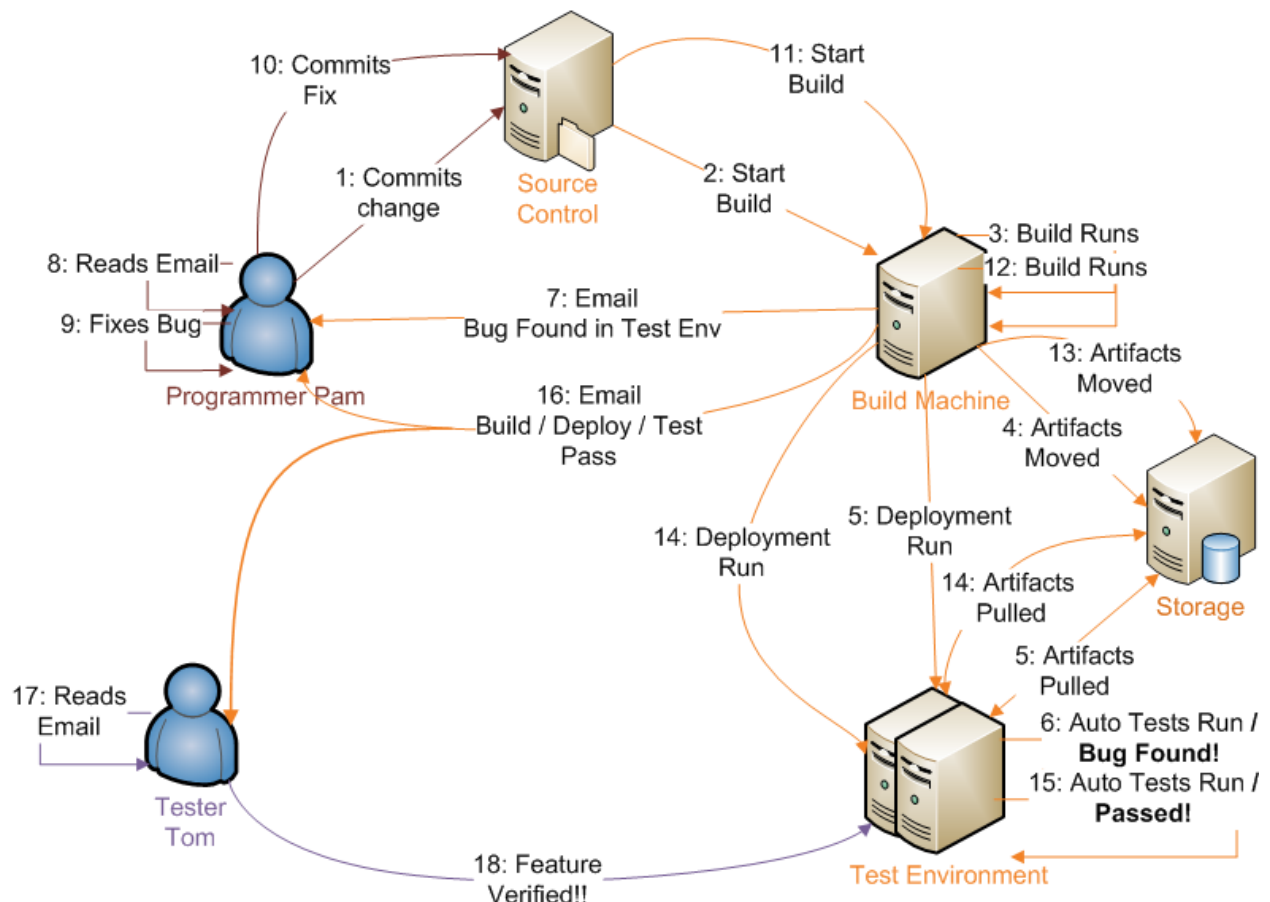 10: Commits
Fix
11: Start
Build
1: Commits
change
Source
Control
2: Start
Build
3: Build Runs
12: Build Runs
8: Reads Email
9: Fixes Bug
Programmer Pam
7: Email
Bug Found in Test Env
16: Email
Build / Deploy / Test
Pass
Build Machine
13: Artifacts
Moved
4: Artifacts
Moved
14: Deployment
Run
5: Deployment
Run
14: Artifacts
Pulled
Storage
5: Artifacts
Pulled
17: Reads
Email
Tester
Tom
6: Auto Tests Run /
Bug Found!
15: Auto Tests Run /
Passed!
Test Environment
18: Feature
Verified!!